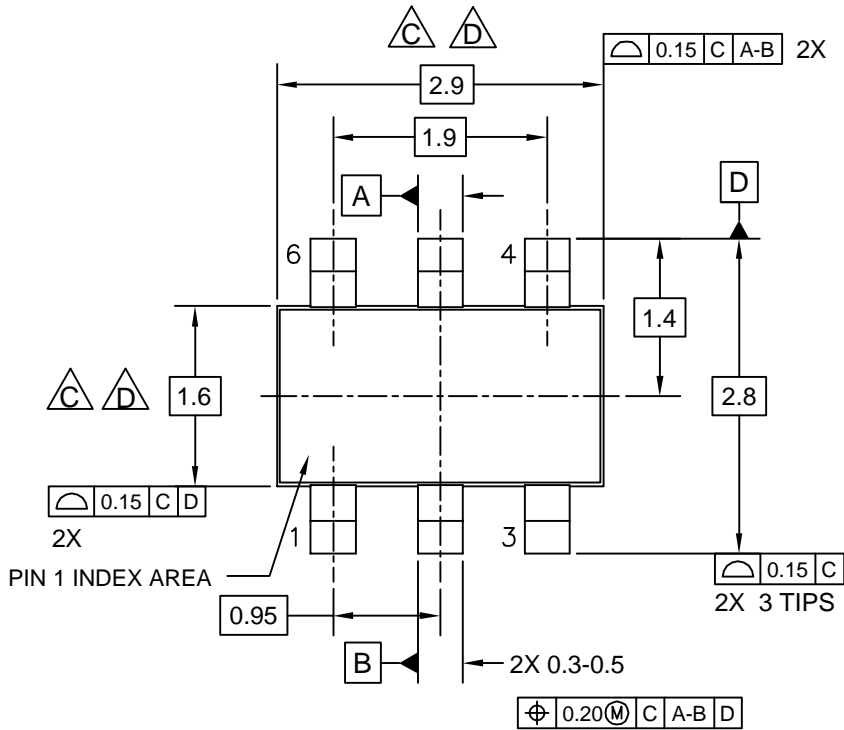 C D
⌓ 0.15 C A-B 2X
2.9
1.9
A
D
6 4
1.4
C D 1.6
2.8
⌓ 0.15 C D
2X
1 3
PIN 1 INDEX AREA
⌓ 0.15 C
2X 3 TIPS
0.95
B
2X 0.3-0.5
⌖ 0.20Ⓜ C A-B D